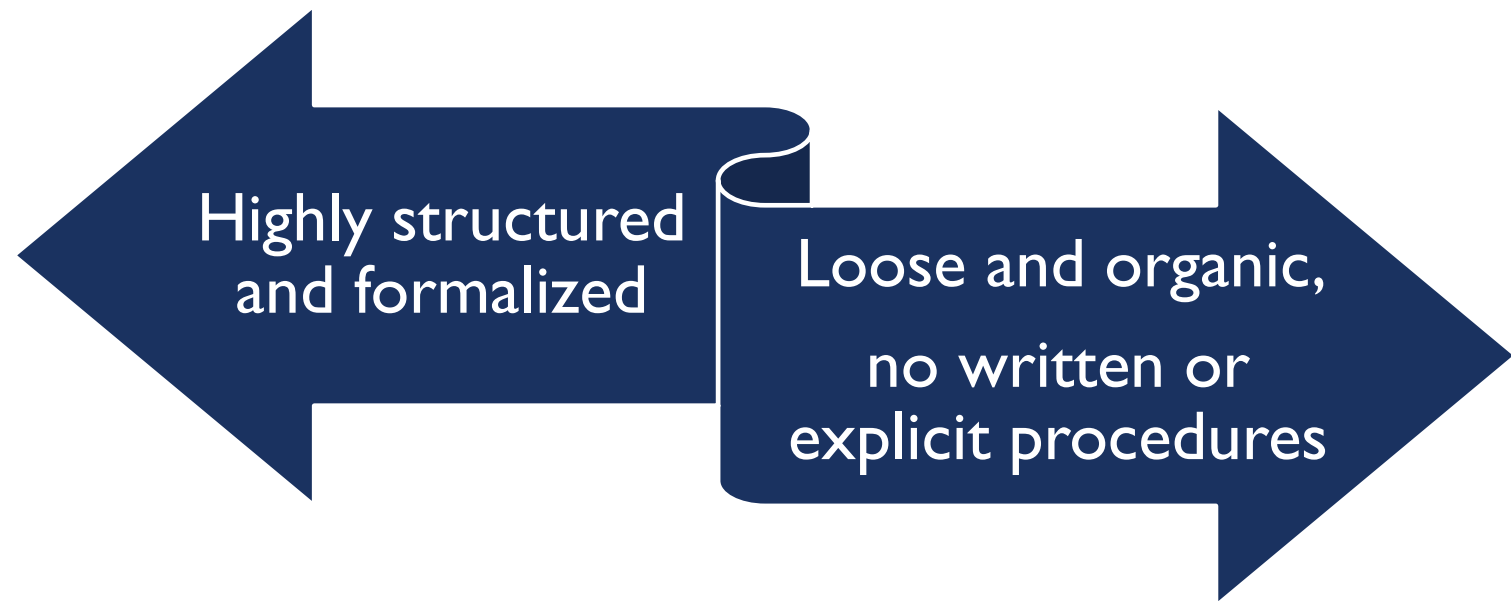 Highly structured
and formalized
Loose and organic,
no written or
explicit procedures